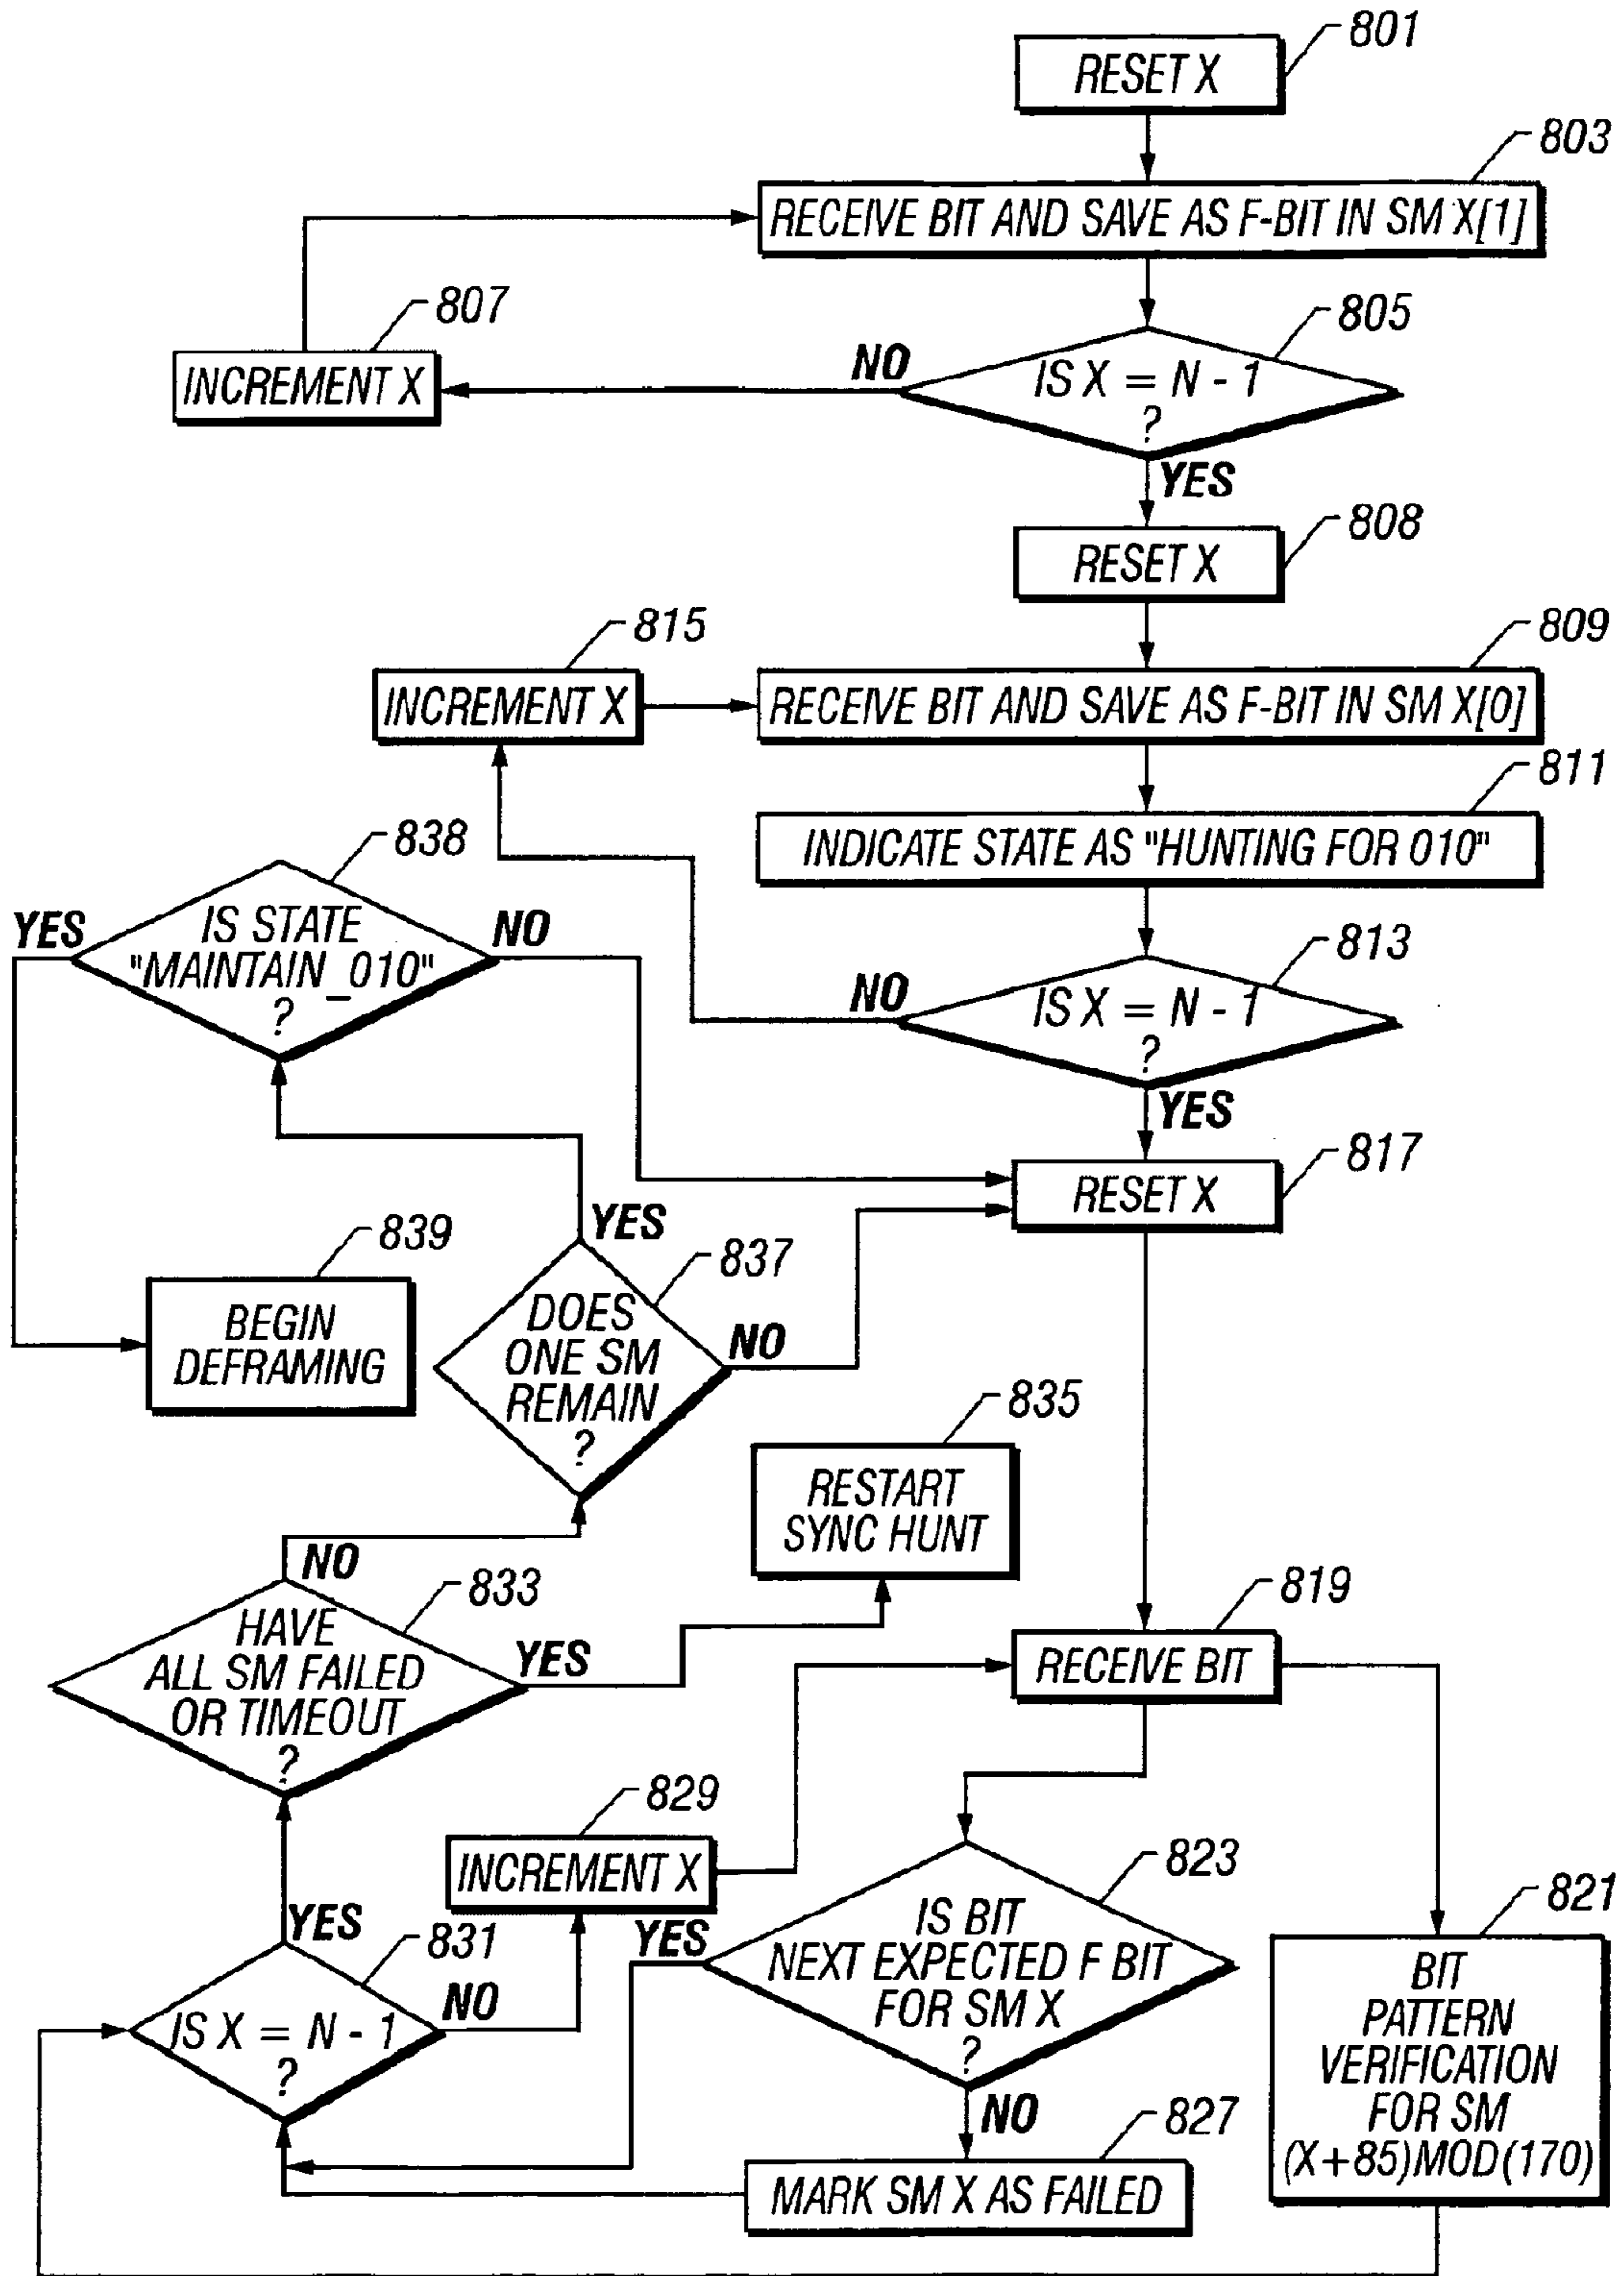 801
RESET X
803
RECEIVE BIT AND SAVE AS F-BIT IN SM X[1]
807
INCREMENT X
805
NO
IS X = N - 1
?
YES
808
RESET X
815
INCREMENT X
809
RECEIVE BIT AND SAVE AS F-BIT IN SM X[0]
811
INDICATE STATE AS "HUNTING FOR 010"
838
YES
IS STATE
"MAINTAIN_010"
?
NO
813
NO
IS X = N - 1
?
YES
817
RESET X
839
BEGIN
DEFRAMING
YES
837
DOES
ONE SM
REMAIN
?
NO
835
RESTART
SYNC HUNT
NO
833
HAVE
ALL SM FAILED
OR TIMEOUT
?
YES
819
RECEIVE BIT
829
INCREMENT X
823
YES
IS BIT
NEXT EXPECTED F BIT
FOR SM X
?
NO
821
BIT
PATTERN
VERIFICATION
FOR SM
(X+85)MOD(170)
YES
831
IS X = N - 1
?
NO
827
MARK SM X AS FAILED